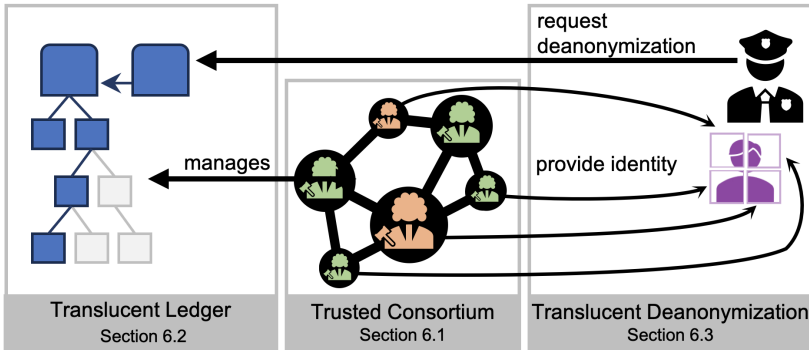 request
deanonymization
manages
provide identity
Translucent Ledger
Section 6.2
Trusted Consortium
Section 6.1
Translucent Deanonymization
Section 6.3